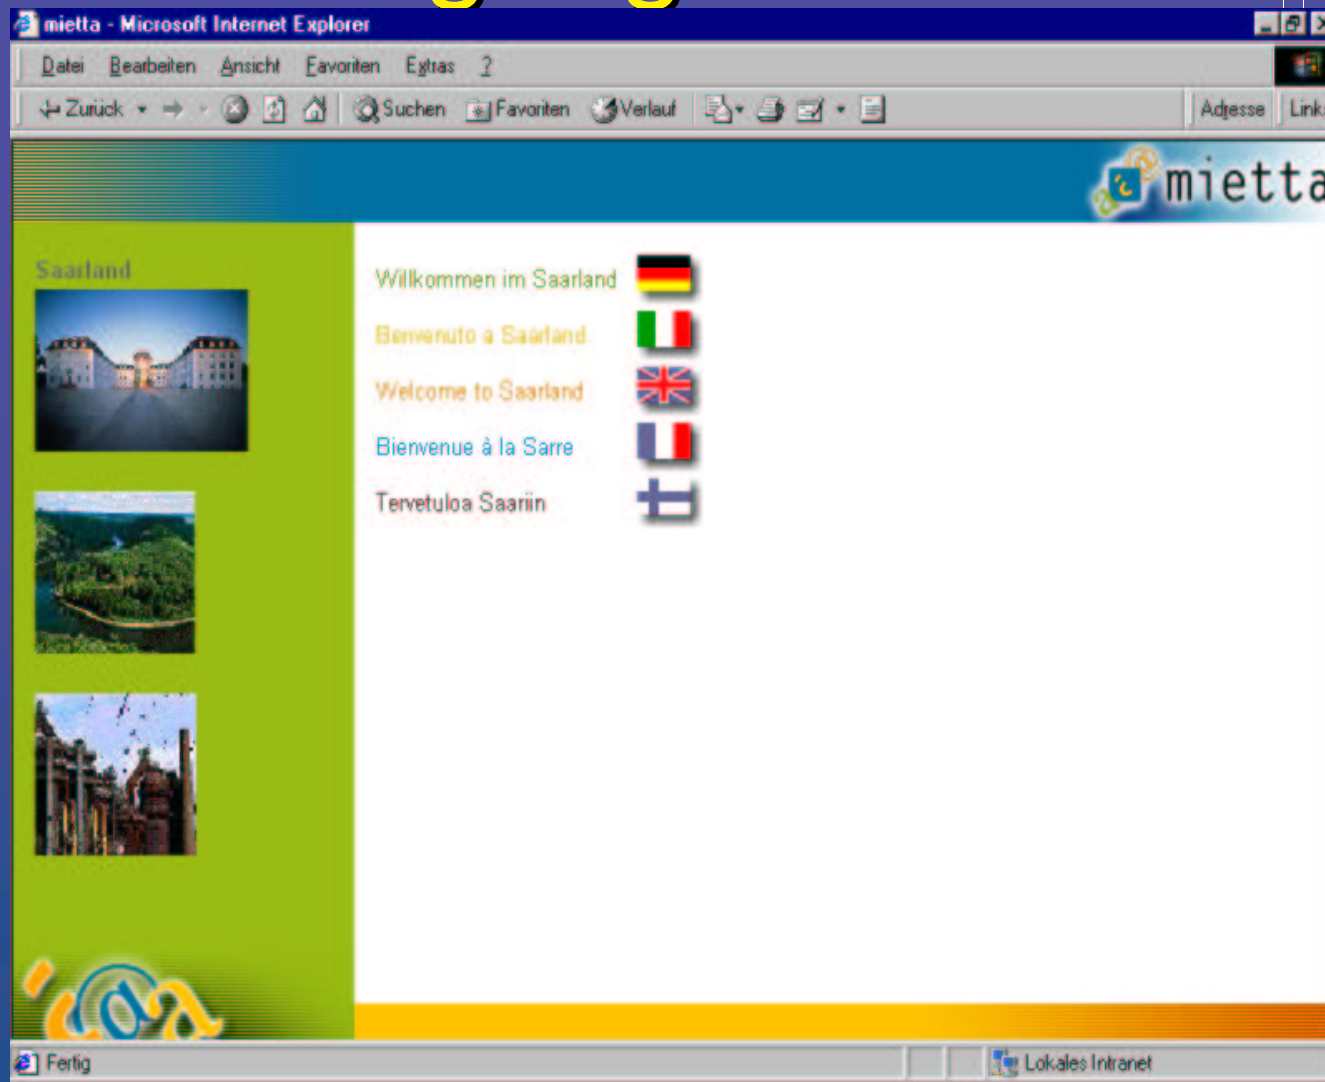 mietta - Microsoft Internet Explorer
Datei Bearbeiten Ansicht Favoriten Extras ?
Zurück Suchen Favoriten Verlauf Adresse Links
mietta
Saarland
Willkommen im Saarland
Benvenuto a Saarland
Welcome to Saarland
Bienvenue à la Sarre
Tervetuloa Saariin
Fertig Lokales Intranet